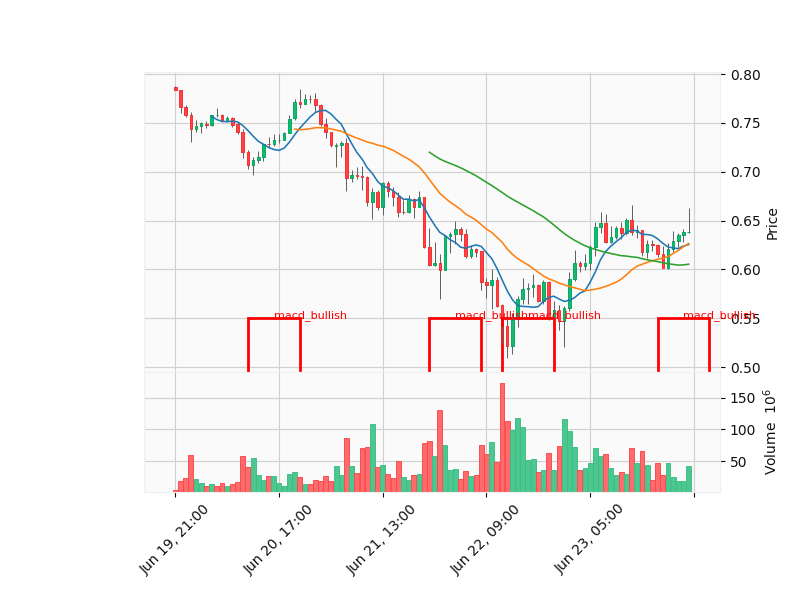 0.80
0.75
0.70
0.65
0.60
0.55
0.50
Price
macd_bullish
macd_bullish
macd_bullish
macd_bullish
150
100
50
Volume 10^6
Jun 19, 21:00
Jun 20, 17:00
Jun 21, 13:00
Jun 22, 09:00
Jun 23, 05:00